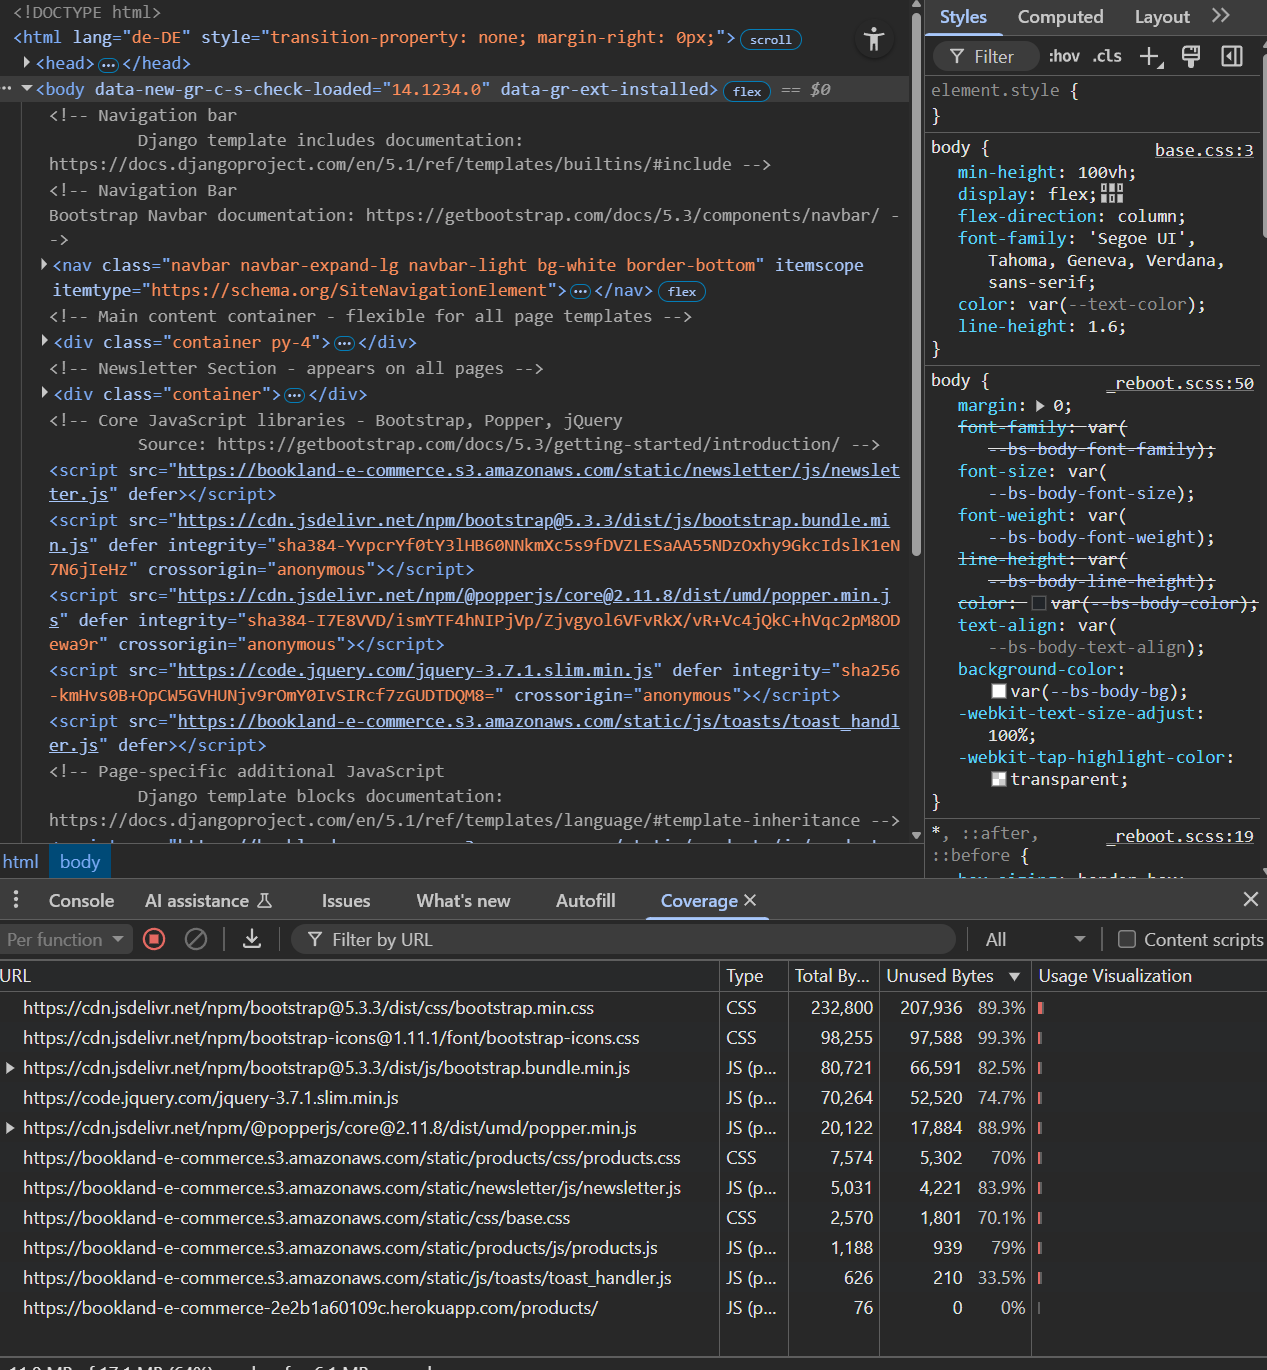 <!DOCTYPE html>
<html lang="de-DE" style="transition-property: none; margin-right: 0px;"> scroll
<head> ... </head>
<body data-new-gr-c-s-check-loaded="14.1234.0" data-gr-ext-installed> flex == $0
<!-- Navigation bar
Django template includes documentation:
https://docs.djangoproject.com/en/5.1/ref/templates/builtins/#include -->
<!-- Navigation Bar
Bootstrap Navbar documentation: https://getbootstrap.com/docs/5.3/components/navbar/ -
->
<nav class="navbar navbar-expand-lg navbar-light bg-white border-bottom" itemscope
itemtype="https://schema.org/SiteNavigationElement"> ... </nav> flex
<!-- Main content container - flexible for all page templates -->
<div class="container py-4"> ... </div>
<!-- Newsletter Section - appears on all pages -->
<div class="container"> ... </div>
<!-- Core JavaScript libraries - Bootstrap, Popper, jQuery
Source: https://getbootstrap.com/docs/5.3/getting-started/introduction/ -->
<script src="https://bookland-e-commerce.s3.amazonaws.com/static/newsletter/js/newslet
ter.js" defer></script>
<script src="https://cdn.jsdelivr.net/npm/bootstrap@5.3.3/dist/js/bootstrap.bundle.mi
n.js" defer integrity="sha384-YvpcrYf0tY3lHB60NNkmXc5s9fDVZLESaAA55NDzOxhy9GkcIdslK1eN
7N6jIeHz" crossorigin="anonymous"></script>
<script src="https://cdn.jsdelivr.net/npm/@popperjs/core@2.11.8/dist/umd/popper.min.j
s" defer integrity="sha384-I7E8VVD/ismYTF4hNIPjVp/Zjvgyol6VFvRkX/vR+Vc4jQkC+hVqc2pM8OD
ewa9r" crossorigin="anonymous"></script>
<script src="https://code.jquery.com/jquery-3.7.1.slim.min.js" defer integrity="sha256
-kmHvs0B+OpCW5GVHUNjv9rOmY0IvSIRcf7zGUDTDQM8=" crossorigin="anonymous"></script>
<script src="https://bookland-e-commerce.s3.amazonaws.com/static/js/toasts/toast_handl
er.js" defer></script>
<!-- Page-specific additional JavaScript
Django template blocks documentation:
https://docs.djangoproject.com/en/5.1/ref/templates/language/#template-inheritance -->
html body
Styles Computed Layout
Filter :hov .cls
element.style {
}
body { base.css:3
min-height: 100vh;
display: flex;
flex-direction: column;
font-family: 'Segoe UI',
Tahoma, Geneva, Verdana,
sans-serif;
color: var(--text-color);
line-height: 1.6;
}
body { _reboot.scss:50
margin: 0;
font-family: var(
--bs-body-font-family);
font-size: var(
--bs-body-font-size);
font-weight: var(
--bs-body-font-weight);
line-height: var(
--bs-body-line-height);
color: var(--bs-body-color);
text-align: var(
--bs-body-text-align);
background-color:
var(--bs-body-bg);
-webkit-text-size-adjust:
100%;
-webkit-tap-highlight-color:
transparent;
}
*, ::after, _reboot.scss:19
::before {
Console AI assistance Issues What's new Autofill Coverage
Per function Filter by URL All Content scripts
URL Type Total By... Unused Bytes Usage Visualization
https://cdn.jsdelivr.net/npm/bootstrap@5.3.3/dist/css/bootstrap.min.css CSS 232,800 207,936 89.3%
https://cdn.jsdelivr.net/npm/bootstrap-icons@1.11.1/font/bootstrap-icons.css CSS 98,255 97,588 99.3%
https://cdn.jsdelivr.net/npm/bootstrap@5.3.3/dist/js/bootstrap.bundle.min.js JS (p... 80,721 66,591 82.5%
https://code.jquery.com/jquery-3.7.1.slim.min.js JS (p... 70,264 52,520 74.7%
https://cdn.jsdelivr.net/npm/@popperjs/core@2.11.8/dist/umd/popper.min.js JS (p... 20,122 17,884 88.9%
https://bookland-e-commerce.s3.amazonaws.com/static/products/css/products.css CSS 7,574 5,302 70%
https://bookland-e-commerce.s3.amazonaws.com/static/newsletter/js/newsletter.js JS (p... 5,031 4,221 83.9%
https://bookland-e-commerce.s3.amazonaws.com/static/css/base.css CSS 2,570 1,801 70.1%
https://bookland-e-commerce.s3.amazonaws.com/static/products/js/products.js JS (p... 1,188 939 79%
https://bookland-e-commerce.s3.amazonaws.com/static/js/toasts/toast_handler.js JS (p... 626 210 33.5%
https://bookland-e-commerce-2e2b1a60109c.herokuapp.com/products/ JS (p... 76 0 0%